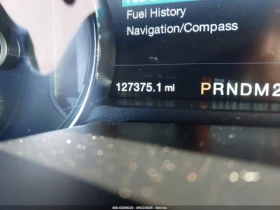 Fuel History
Navigation/Compass
127375.1 mi PRNDM2